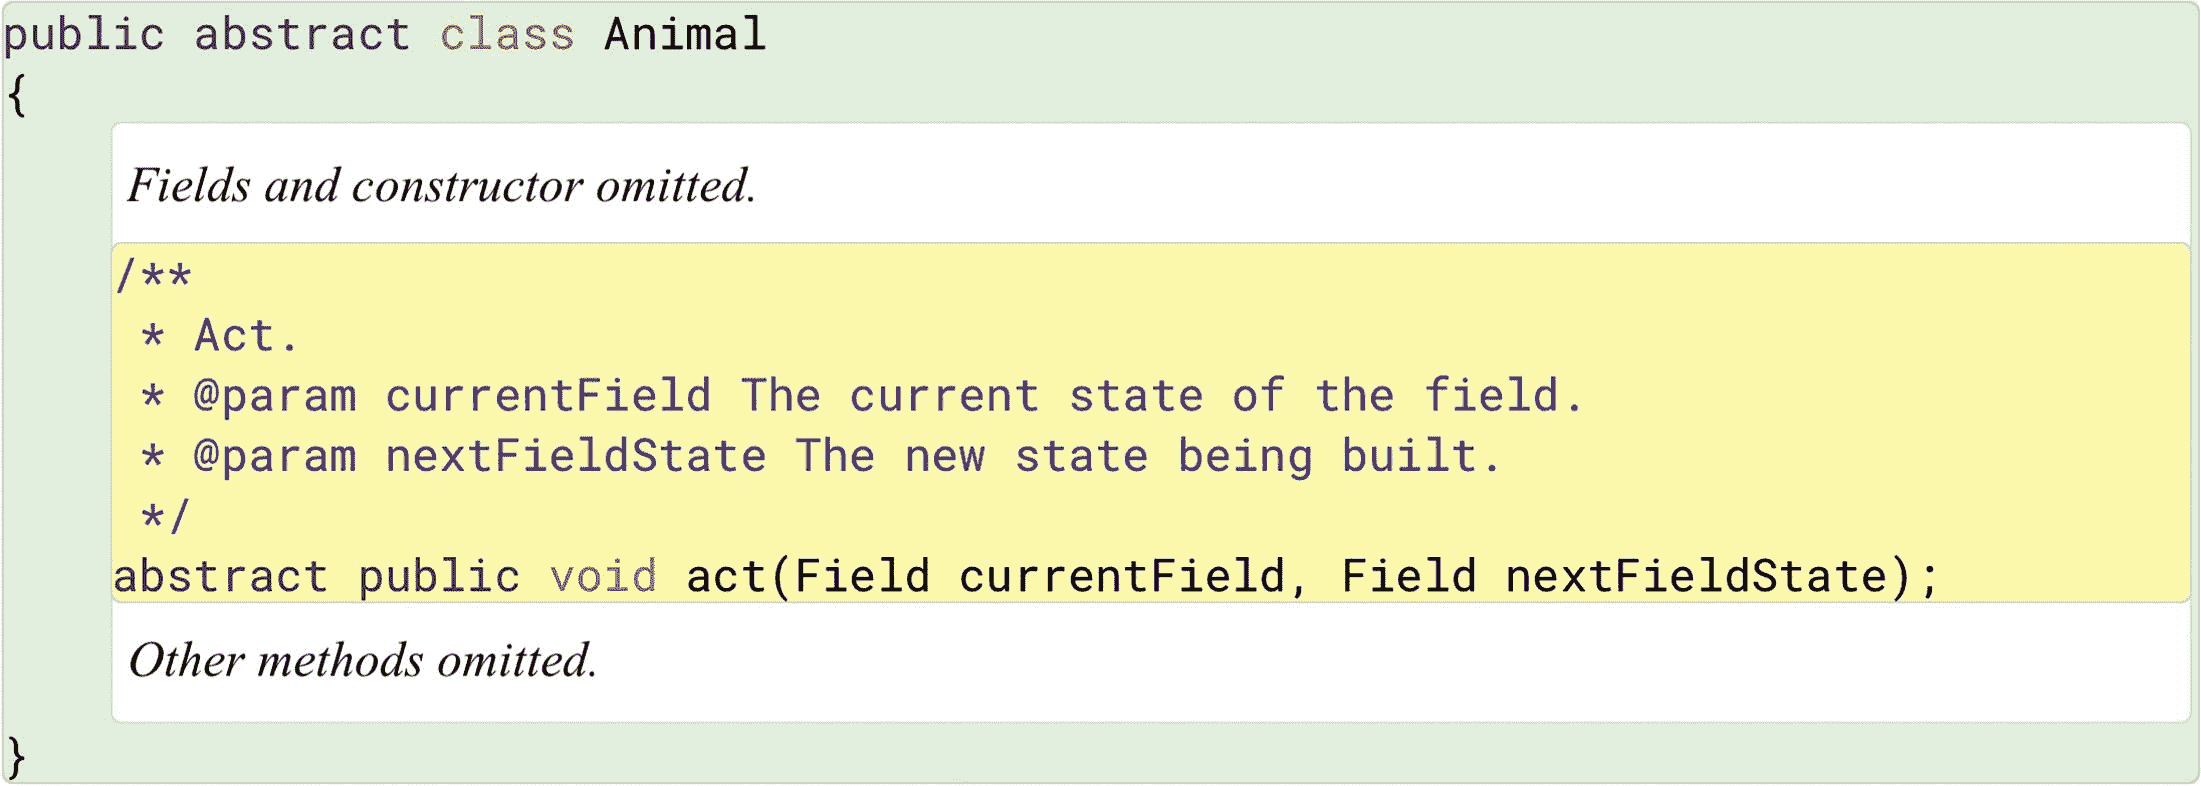 public abstract class Animal
{
Fields and constructor omitted.
/**
 * Act.
 * @param currentField The current state of the field.
 * @param nextFieldState The new state being built.
 */
abstract public void act(Field currentField, Field nextFieldState);
Other methods omitted.
}